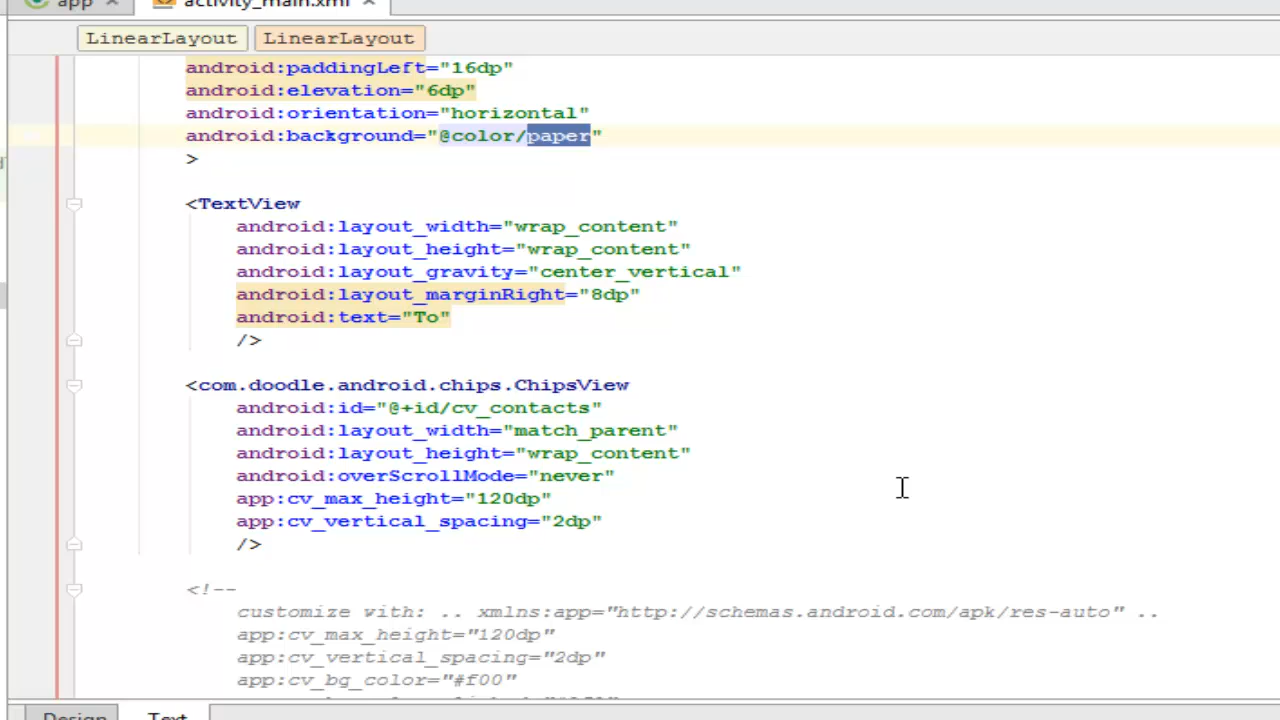 app
activity_main.xml
LinearLayout LinearLayout
android:paddingLeft="16dp"
android:elevation="6dp"
android:orientation="horizontal"
android:background="@color/paper"
>
<TextView
android:layout_width="wrap_content"
android:layout_height="wrap_content"
android:layout_gravity="center_vertical"
android:layout_marginRight="8dp"
android:text="To"
/>
<com.doodle.android.chips.ChipsView
android:id="@+id/cv_contacts"
android:layout_width="match_parent"
android:layout_height="wrap_content"
android:overScrollMode="never"
app:cv_max_height="120dp"
app:cv_vertical_spacing="2dp"
/>
<!--
customize with: .. xmlns:app="http://schemas.android.com/apk/res-auto" ..
app:cv_max_height="120dp"
app:cv_vertical_spacing="2dp"
app:cv_bg_color="#f00"
Design Text